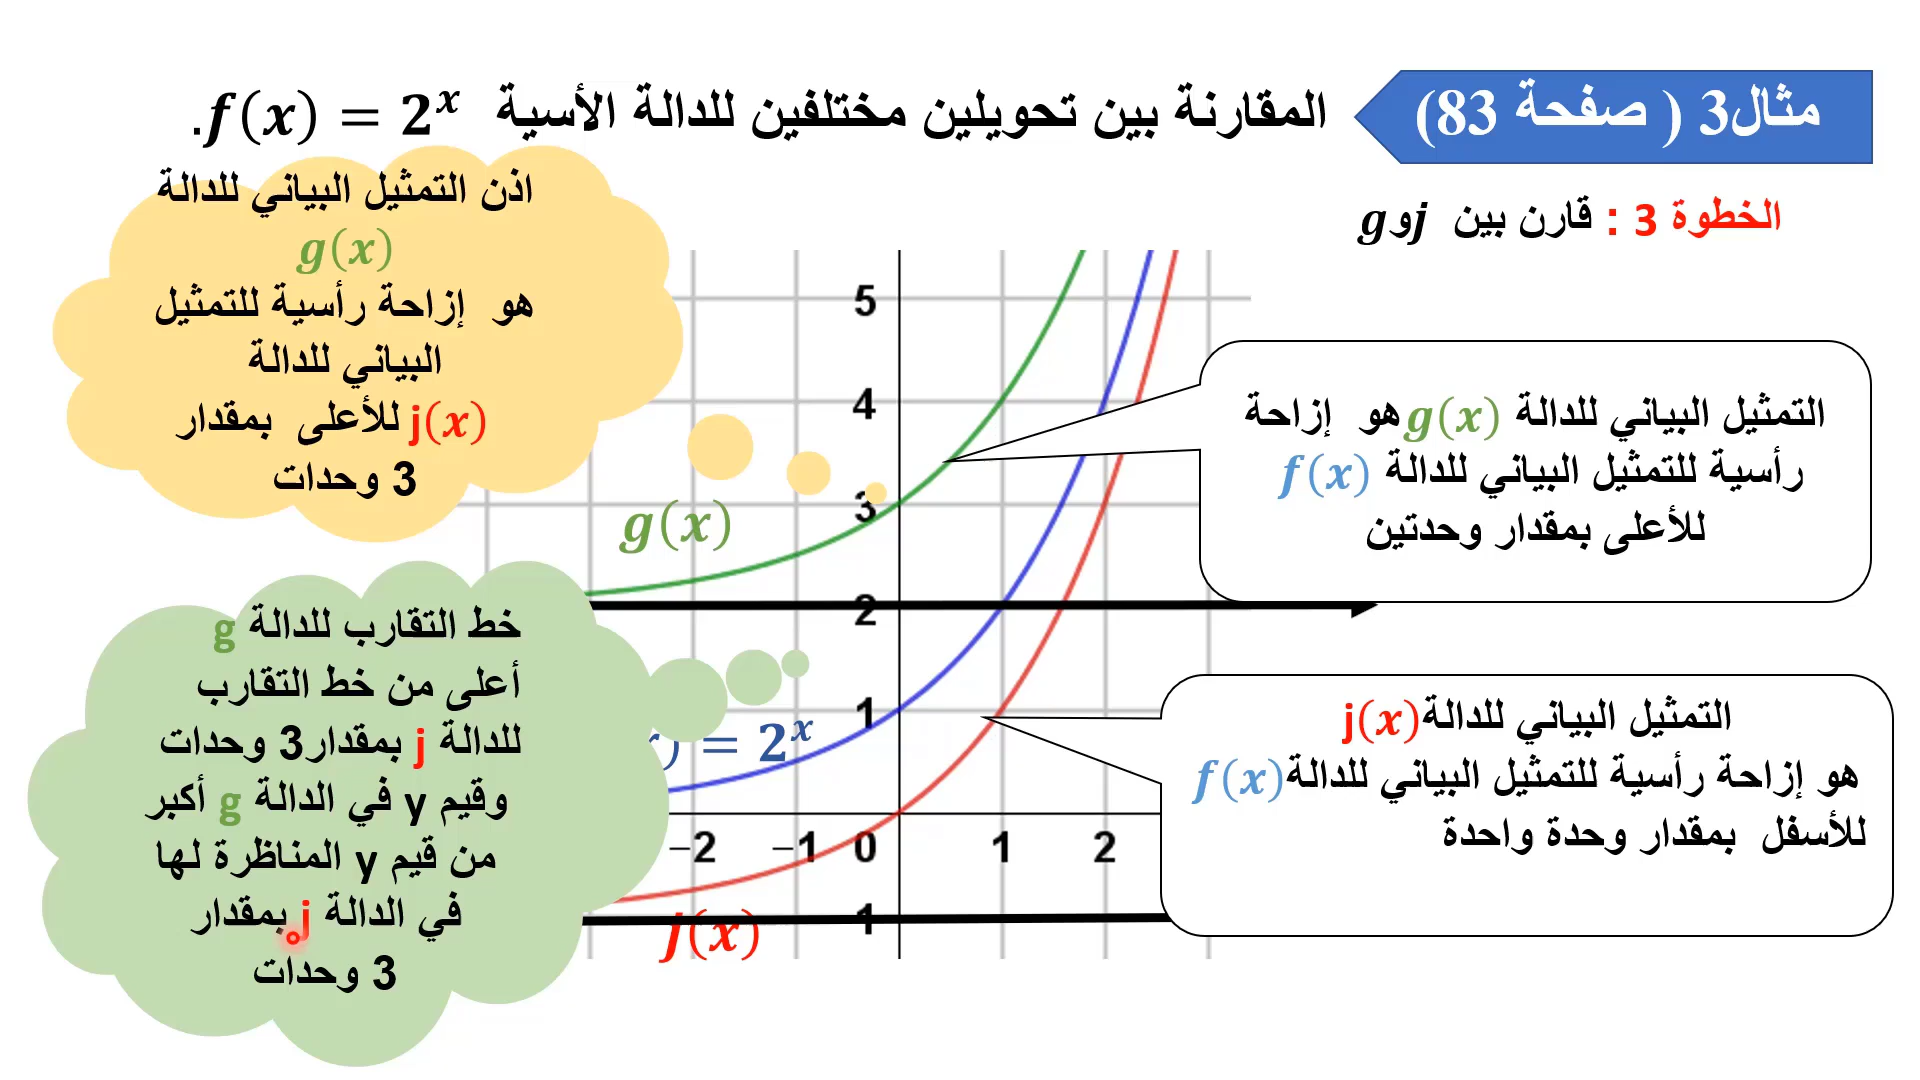 مثال3 ( صفحة 83)
المقارنة بين تحويلين مختلفين للدالة الأسية f(x) = 2^x.
الخطوة 3 : قارن بين j وg
اذن التمثيل البياني للدالة
g(x)
هو إزاحة رأسية للتمثيل
البياني للدالة
j(x) للأعلى بمقدار
3 وحدات
التمثيل البياني للدالة g(x) هو إزاحة
رأسية للتمثيل البياني للدالة f(x)
للأعلى بمقدار وحدتين
خط التقارب للدالة g
أعلى من خط التقارب
للدالة j بمقدار3 وحدات
وقيم y في الدالة g أكبر
من قيم y المناظرة لها
في الدالة j بمقدار
3 وحدات
التمثيل البياني للدالة j(x)
هو إزاحة رأسية للتمثيل البياني للدالة f(x)
للأسفل بمقدار وحدة واحدة
5
4
3
2
1
–2 –1 0 1 2
1
g(x)
x) = 2^x
j(x)